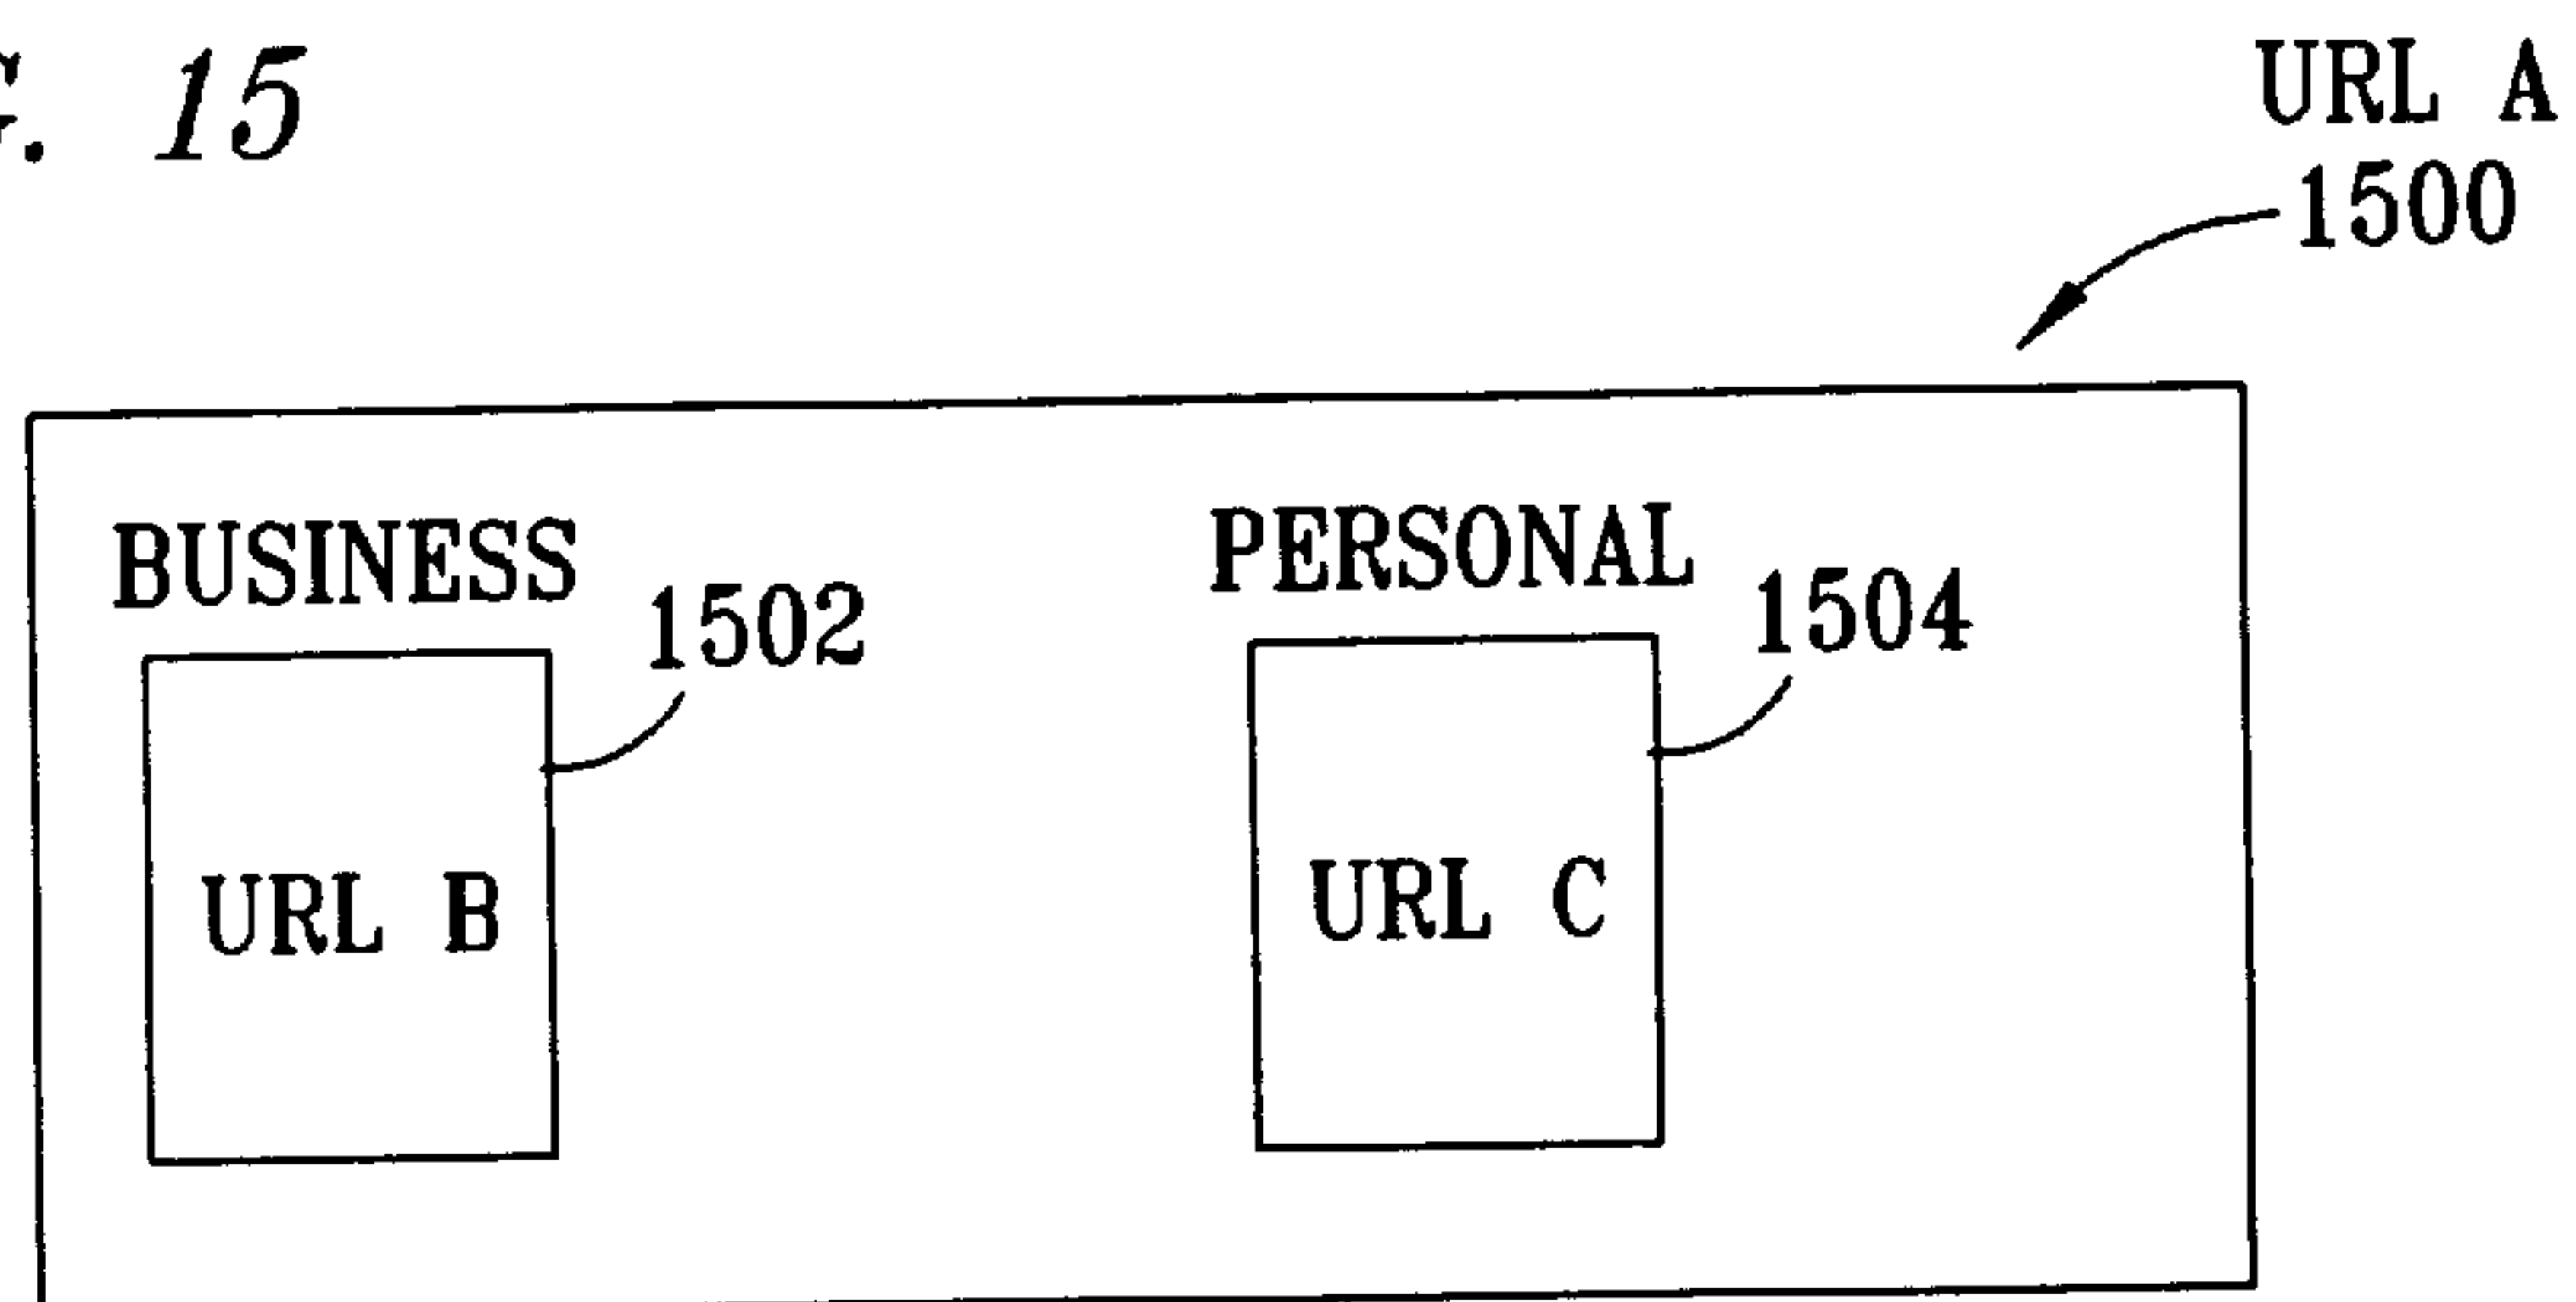 G. 15
URL A
1500
BUSINESS
1502
PERSONAL
1504
URL B
URL C